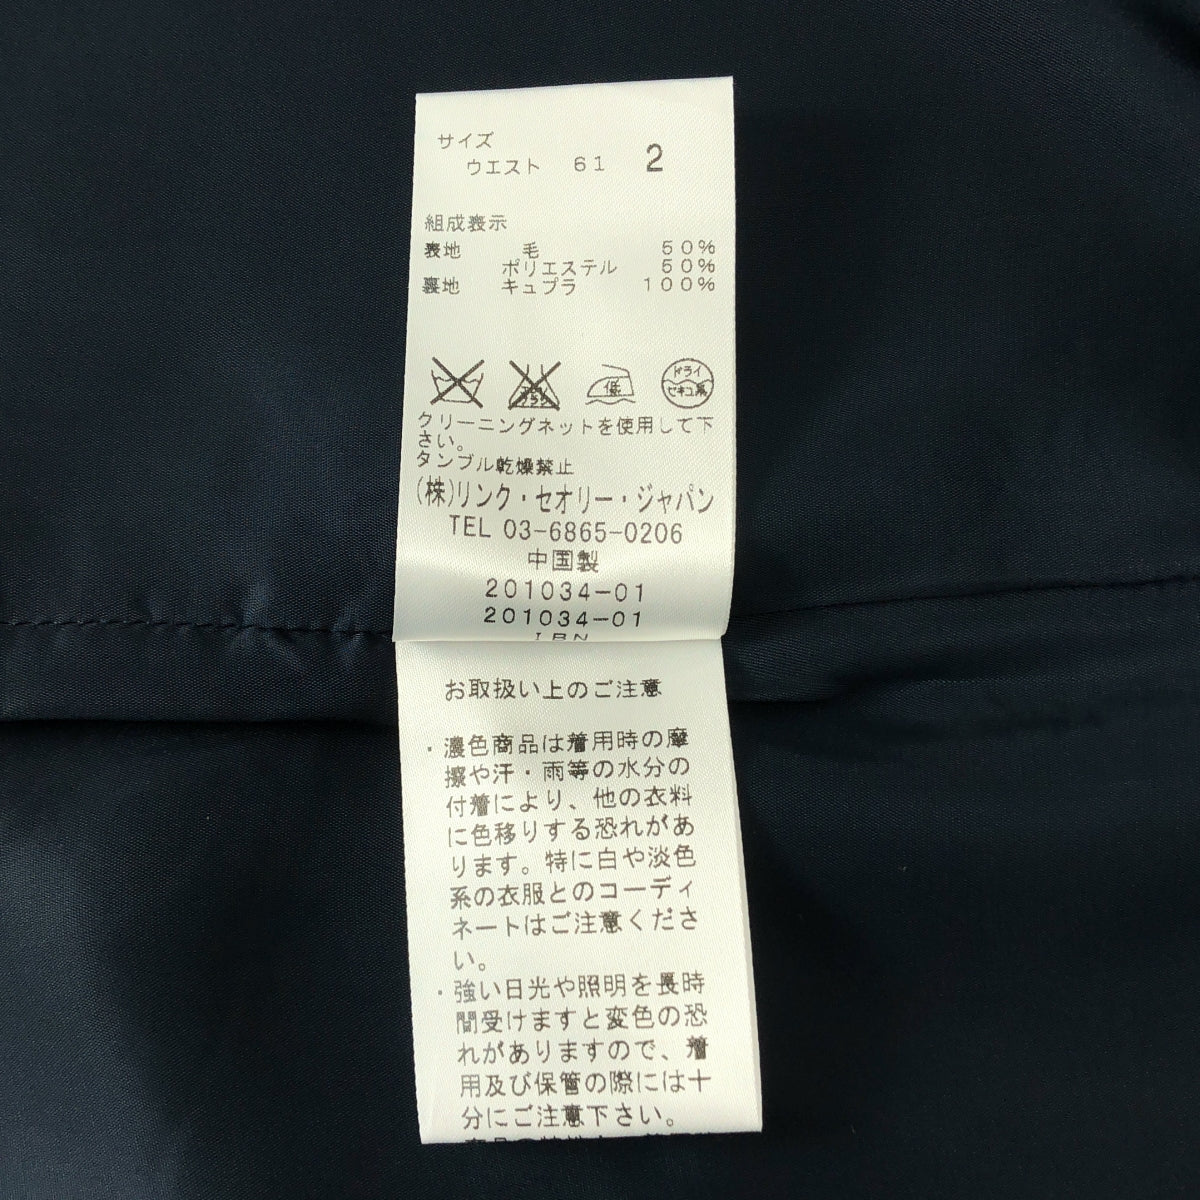 サイズ
ウエスト 61 2
組成表示
表地 毛 50%
ポリエステル 50%
裏地 キュプラ 100%
低
ドライ
セキユ系
クリーニングネットを使用して下
さい。
タンブル乾燥禁止
(株)リンク・セオリー・ジャパン
TEL 03-6865-0206
中国製
201034-01
201034-01
お取扱い上のご注意
・濃色商品は着用時の摩
擦や汗・雨等の水分の
付着により、他の衣料
に色移りする恐れがあ
ります。特に白や淡色
系の衣服とのコーディ
ネートはご注意くださ
い。
・強い日光や照明を長時
間受けますと変色の恐
れがありますので、着
用及び保管の際には十
分にご注意下さい。